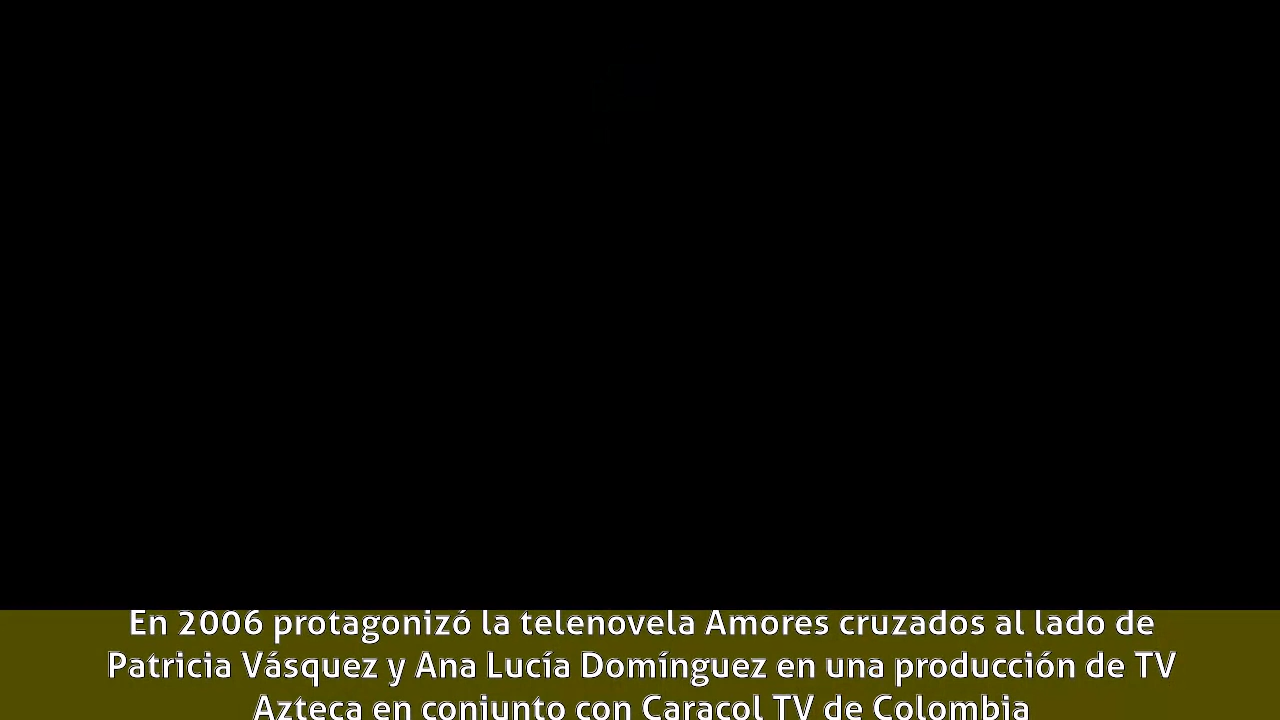 En 2006 protagonizó la telenovela Amores cruzados al lado de
Patricia Vásquez y Ana Lucía Domínguez en una producción de TV
Azteca en conjunto con Caracol TV de Colombia